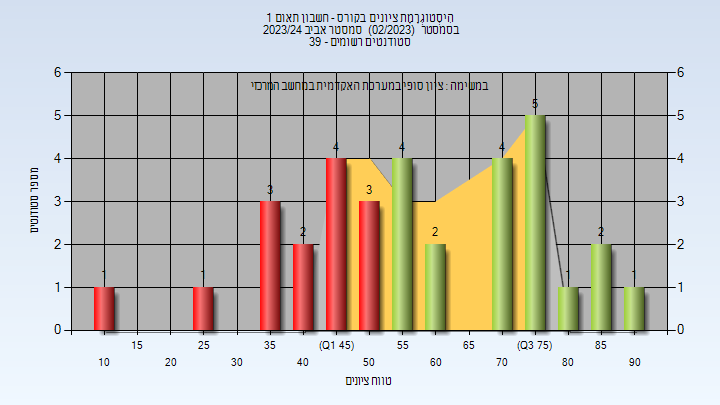 היסטוגרמת ציונים בקורס - חשבון תאום 1
בסמסטר (02/2023) סמסטר אביב 2023/24
סטודנטים רשומים - 39
במשימה : ציון סופי במערכת האקדמית במחשב המרכזי
מספר סטודנטים
6 6
5 5
4 4
3 3
2 2
1 1
0 0
1 1 3 2 4 3 4 2 4 5 1 2 1
15 25 35 (Q1 45) 55 65 (Q3 75) 85
10 20 30 40 50 60 70 80 90
טווח ציונים